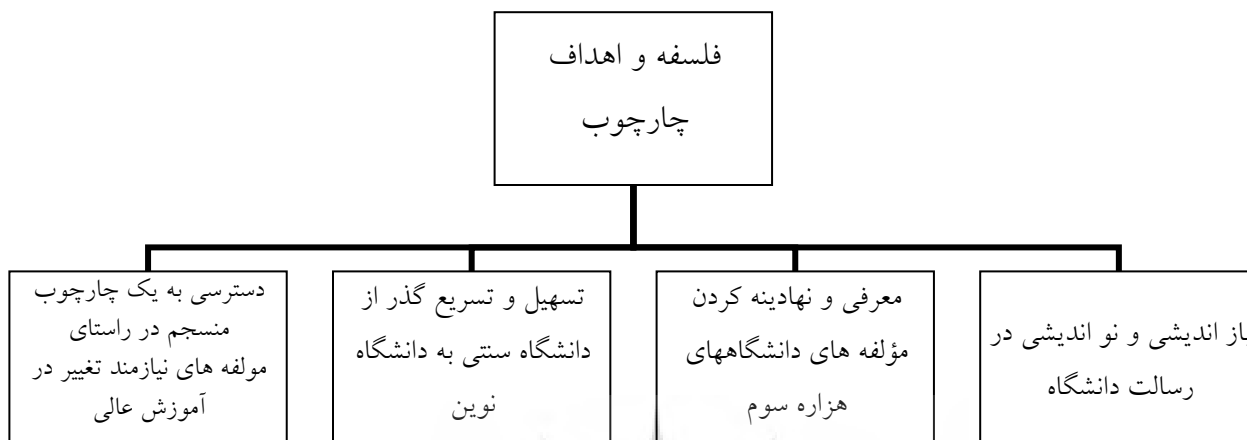 فلسفه و اهداف
چارچوب
از اندیشی و نو اندیشی در
رسالت دانشگاه
معرفی و نهادینه کردن
مؤلفه های دانشگاههای
هزاره سوم
تسهیل و تسریع گذر از
دانشگاه سنتی به دانشگاه
نوین
دسترسی به یک چارچوب
منسجم در راستای
مولفه های نیازمند تغییر در
آموزش عالی